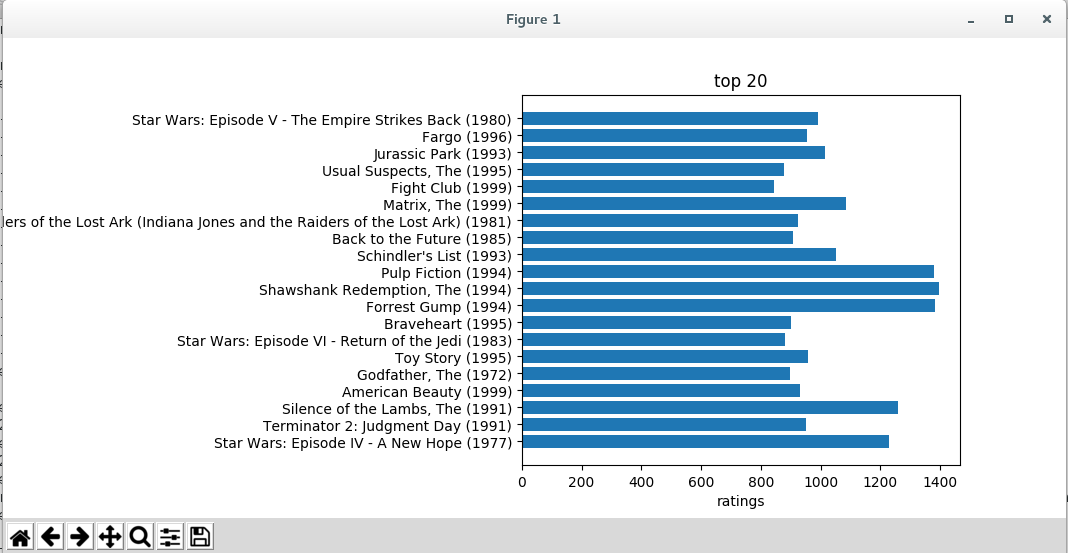 Figure 1
top 20
Star Wars: Episode V - The Empire Strikes Back (1980)
Fargo (1996)
Jurassic Park (1993)
Usual Suspects, The (1995)
Fight Club (1999)
Matrix, The (1999)
of the Lost Ark (Indiana Jones and the Raiders of the Lost Ark) (1981)
Back to the Future (1985)
Schindler's List (1993)
Pulp Fiction (1994)
Shawshank Redemption, The (1994)
Forrest Gump (1994)
Braveheart (1995)
Star Wars: Episode VI - Return of the Jedi (1983)
Toy Story (1995)
Godfather, The (1972)
American Beauty (1999)
Silence of the Lambs, The (1991)
Terminator 2: Judgment Day (1991)
Star Wars: Episode IV - A New Hope (1977)
0 200 400 600 800 1000 1200 1400
ratings